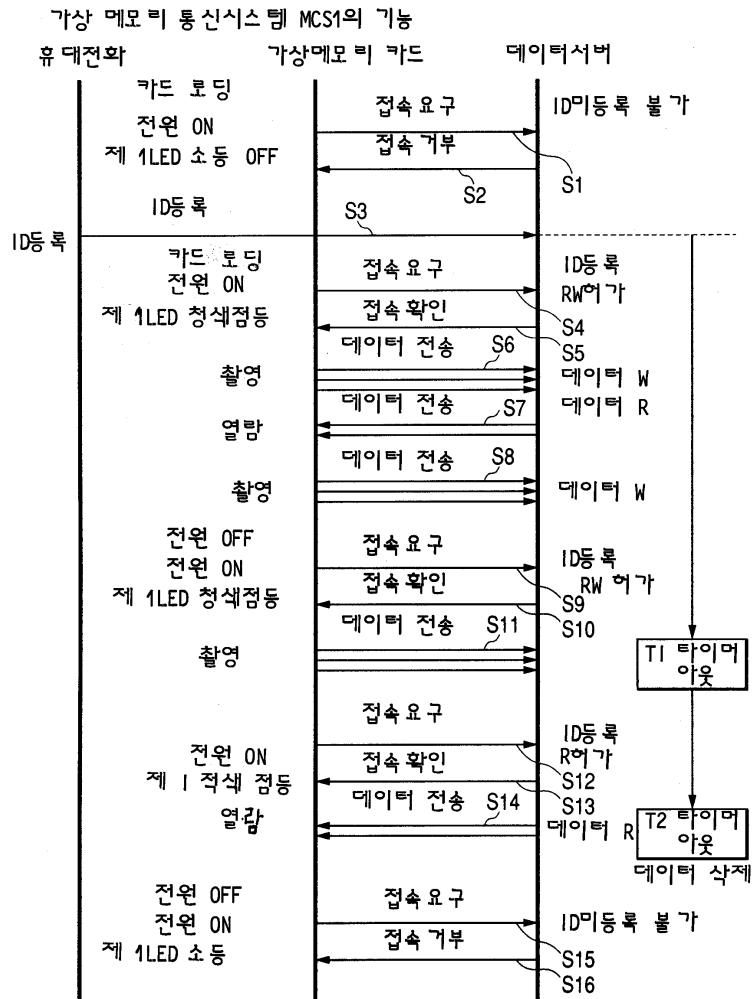 가상 메모리 통신시스템 MCS1의 기능
휴대전화
가상메모리 카드
데이터서버
카드 로딩
접속요구
ID미등록 불가
전원 ON
접속거부
제 1LED 소등 OFF
S1
S2
ID등록
S3
ID등록
카드 로딩
접속요구
ID등록
전원 ON
RW허가
제 1LED 청색점등
접속확인
S4
S5
데이터 전송
S6
촬영
데이터 W
데이터 전송
S7
데이터 R
열람
데이터 전송
S8
촬영
데이터 W
전원 OFF
접속요구
ID등록
전원 ON
RW 허가
접속확인
S9
제 1LED 청색점등
S10
데이터 전송
S11
촬영
T1 타이머
아웃
접속요구
ID등록
전원 ON
R허가
접속확인
S12
제 1 적색 점등
S13
데이터 전송
S14
열람
데이터 R
T2 타이머
아웃
데이터 삭제
전원 OFF
접속요구
전원 ON
ID미등록 불가
접속거부
S15
제 1LED 소등
S16